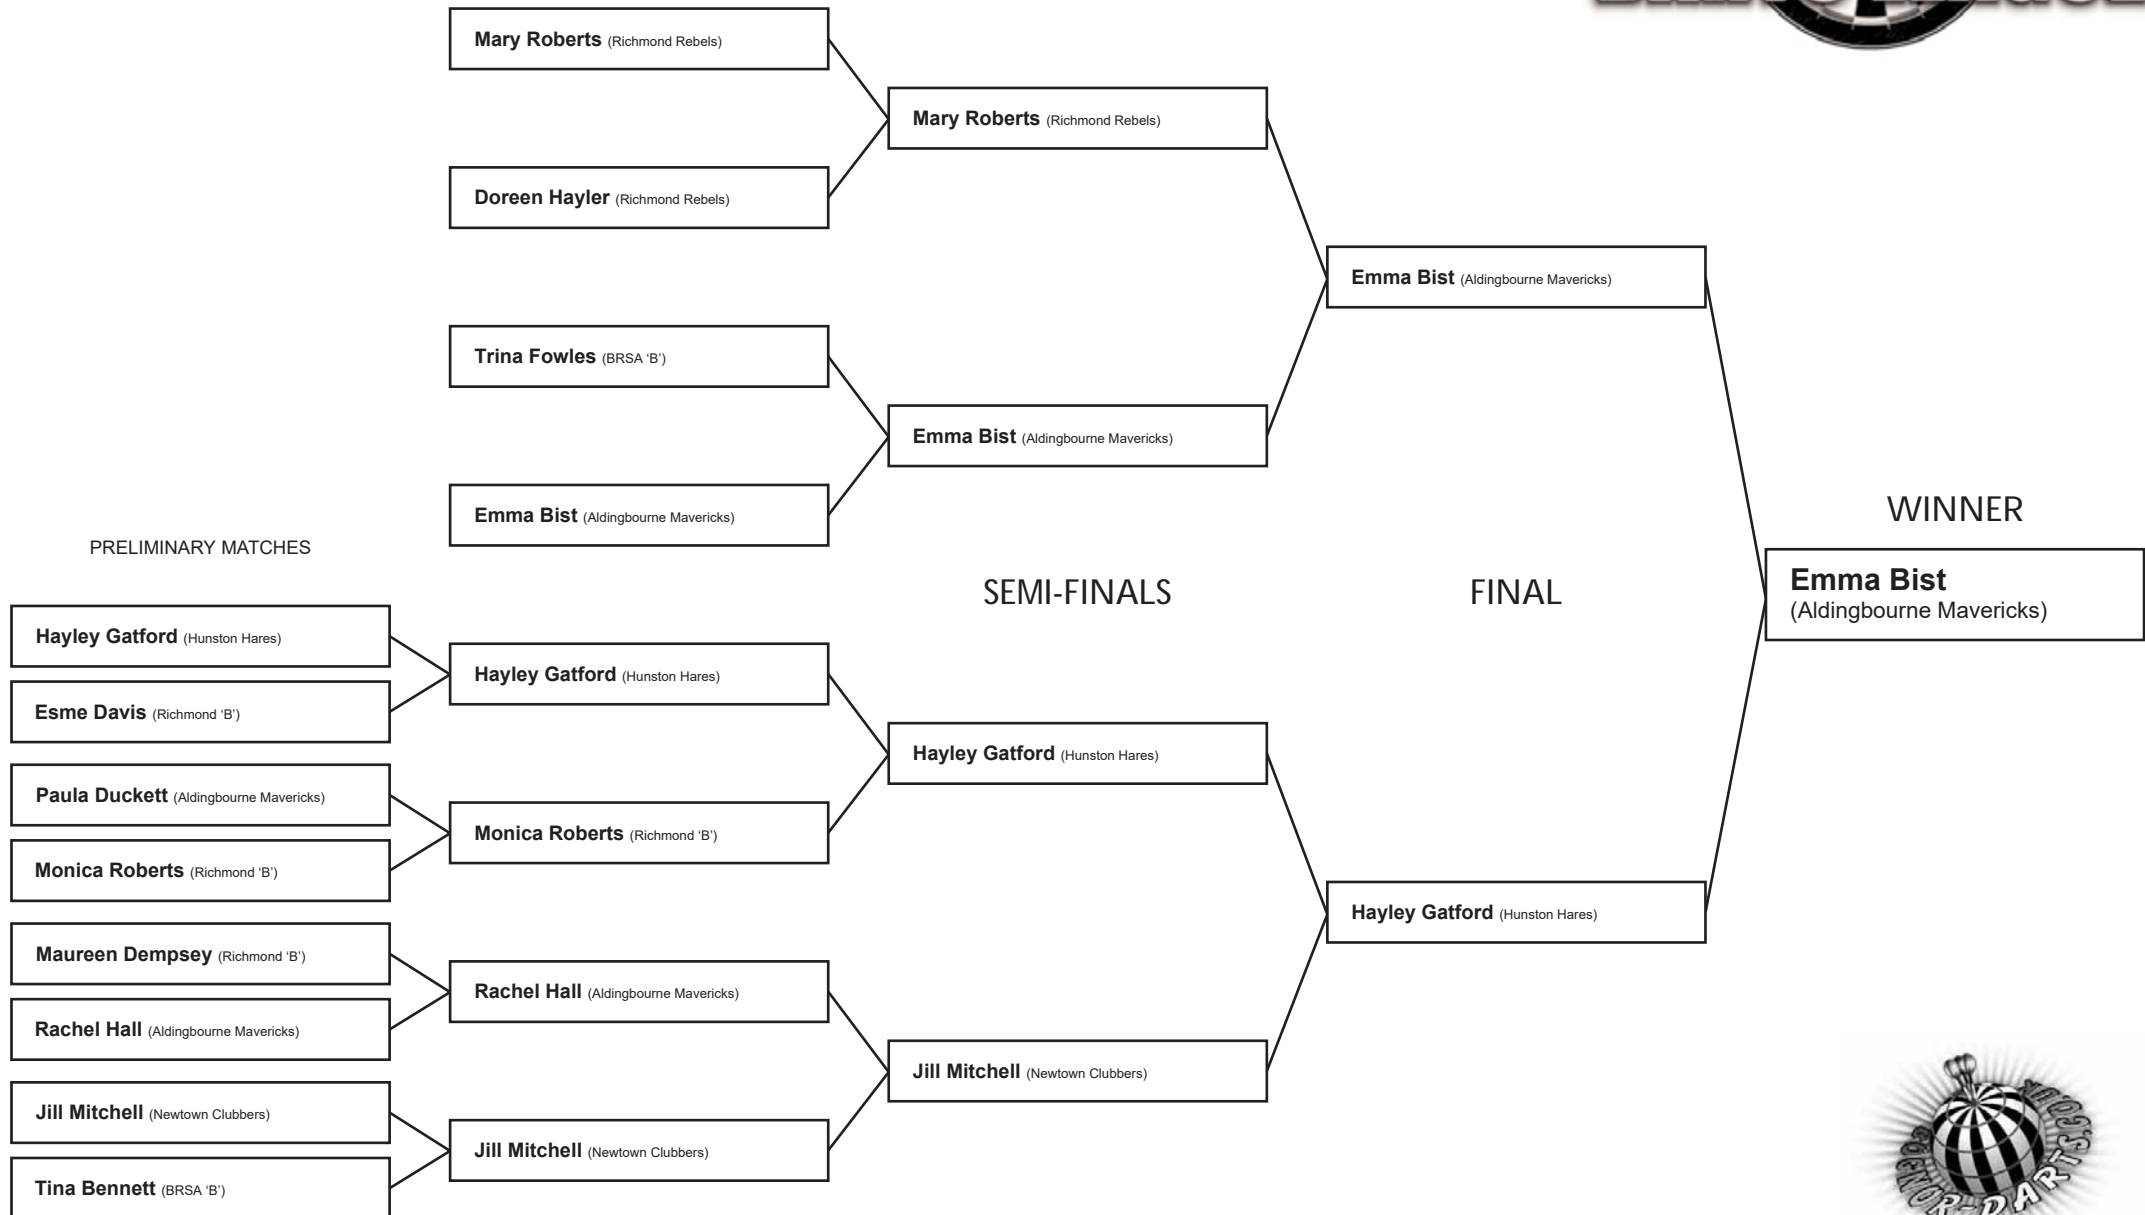 Mary Roberts (Richmond Rebels)
Mary Roberts (Richmond Rebels)
Doreen Hayler (Richmond Rebels)
Emma Bist (Aldingbourne Mavericks)
Trina Fowles (BRSA ‘B’)
Emma Bist (Aldingbourne Mavericks)
Emma Bist (Aldingbourne Mavericks)
WINNER
Emma Bist
(Aldingbourne Mavericks)
PRELIMINARY MATCHES
SEMI-FINALS
FINAL
Hayley Gatford (Hunston Hares)
Esme Davis (Richmond ‘B’)
Hayley Gatford (Hunston Hares)
Hayley Gatford (Hunston Hares)
Paula Duckett (Aldingbourne Mavericks)
Monica Roberts (Richmond ‘B’)
Monica Roberts (Richmond ‘B’)
Hayley Gatford (Hunston Hares)
Maureen Dempsey (Richmond ‘B’)
Rachel Hall (Aldingbourne Mavericks)
Rachel Hall (Aldingbourne Mavericks)
Jill Mitchell (Newtown Clubbers)
Jill Mitchell (Newtown Clubbers)
Tina Bennett (BRSA ‘B’)
Jill Mitchell (Newtown Clubbers)
BOGNOR-DARTS.CO.UK